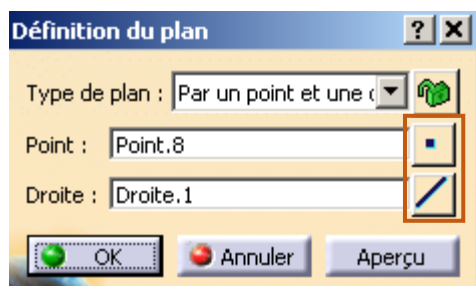 Définition du plan ? X
Type de plan : Par un point et une
Point : Point.8
Droite : Droite.1
OK Annuler Aperçu